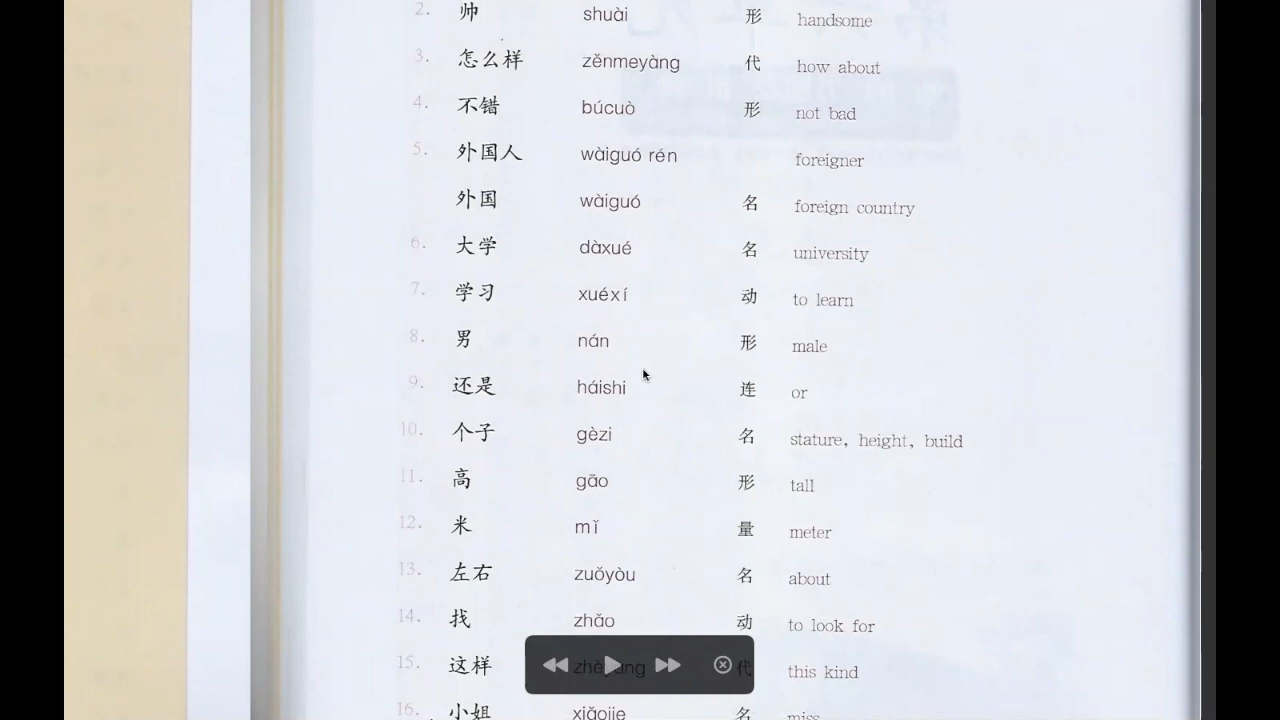 2. 帅 shuài 形 handsome
3. 怎么样 zěnmeyàng 代 how about
4. 不错 búcuò 形 not bad
5. 外国人 wàiguó rén foreigner
外国 wàiguó 名 foreign country
6. 大学 dàxué 名 university
7. 学习 xuéxí 动 to learn
8. 男 nán 形 male
9. 还是 háishi 连 or
10. 个子 gèzi 名 stature, height, build
11. 高 gāo 形 tall
12. 米 mǐ 量 meter
13. 左右 zuǒyòu 名 about
14. 找 zhǎo 动 to look for
15. 这样 zhèyàng 代 this kind
16. 小姐 xiǎojie 名 miss